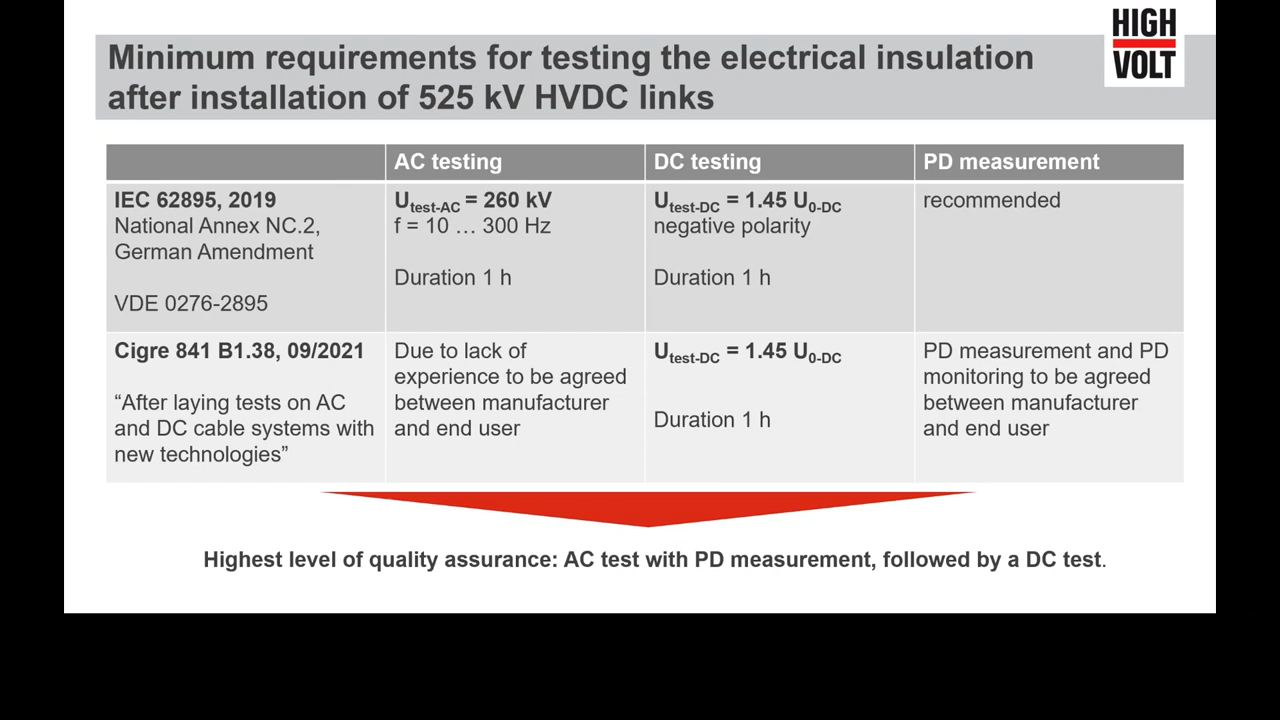 HIGH
VOLT
Minimum requirements for testing the electrical insulation
after installation of 525 kV HVDC links
AC testing
DC testing
PD measurement
IEC 62895, 2019
National Annex NC.2,
German Amendment
VDE 0276-2895
Utest-AC = 260 kV
f = 10 … 300 Hz
Duration 1 h
Utest-DC = 1.45 U0-DC
negative polarity
Duration 1 h
recommended
Cigre 841 B1.38, 09/2021
“After laying tests on AC
and DC cable systems with
new technologies”
Due to lack of
experience to be agreed
between manufacturer
and end user
Utest-DC = 1.45 U0-DC
Duration 1 h
PD measurement and PD
monitoring to be agreed
between manufacturer
and end user
Highest level of quality assurance: AC test with PD measurement, followed by a DC test.